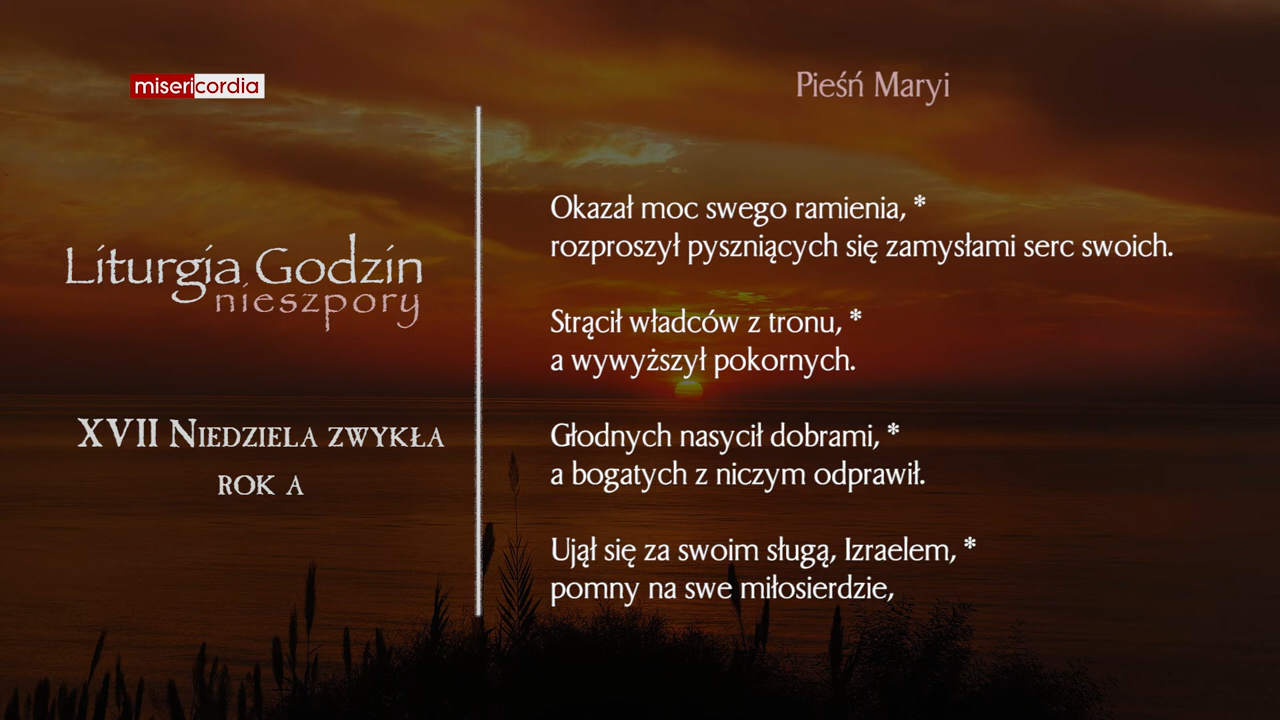 misericordia
Liturgia Godzin
nieszpory
XVII Niedziela zwykła
rok a
Pieśń Maryi
Okazał moc swego ramienia, *
rozproszył pyszniących się zamysłami serc swoich.
Strącił władców z tronu, *
a wywyższył pokornych.
Głodnych nasycił dobrami, *
a bogatych z niczym odprawił.
Ujął się za swoim sługą, Izraelem, *
pomny na swe miłosierdzie,